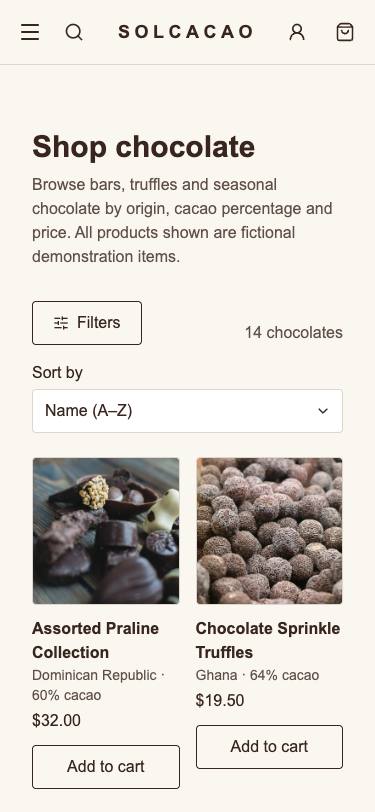 SOLCACAO
Shop chocolate
Browse bars, truffles and seasonal
chocolate by origin, cacao percentage and
price. All products shown are fictional
demonstration items.
Filters
14 chocolates
Sort by
Name (A–Z)
Assorted Praline
Collection
Dominican Republic ·
60% cacao
$32.00
Add to cart
Chocolate Sprinkle
Truffles
Ghana · 64% cacao
$19.50
Add to cart